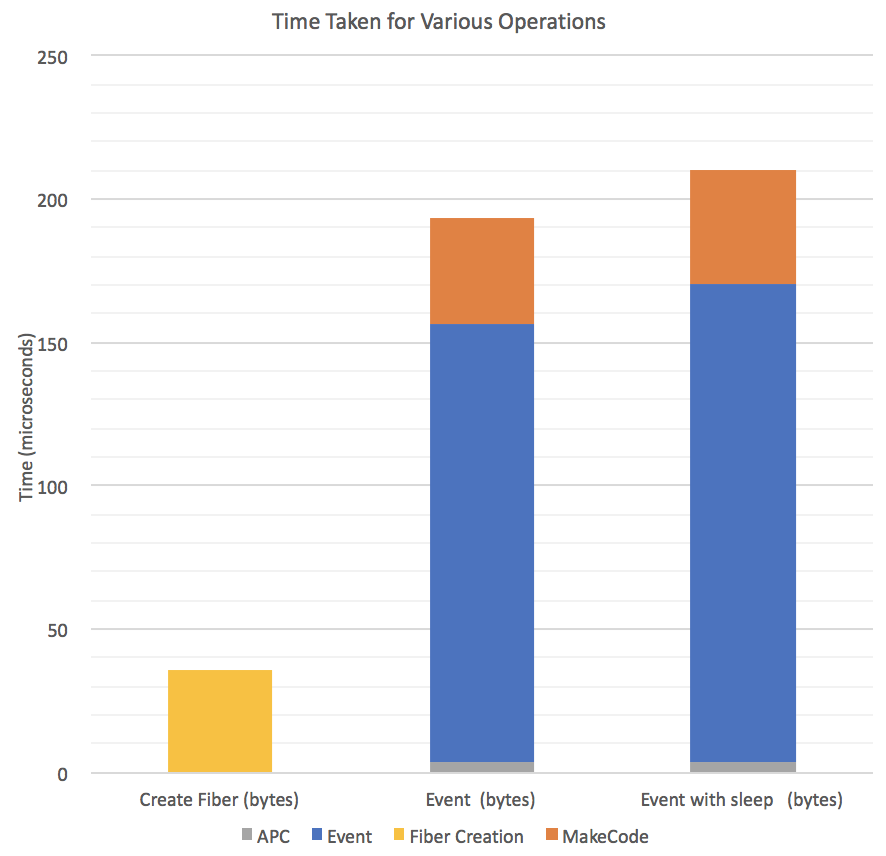 Time Taken for Various Operations
250
200
150
100
50
0
Time (microseconds)
Create Fiber (bytes) Event (bytes) Event with sleep (bytes)
APC Event Fiber Creation MakeCode